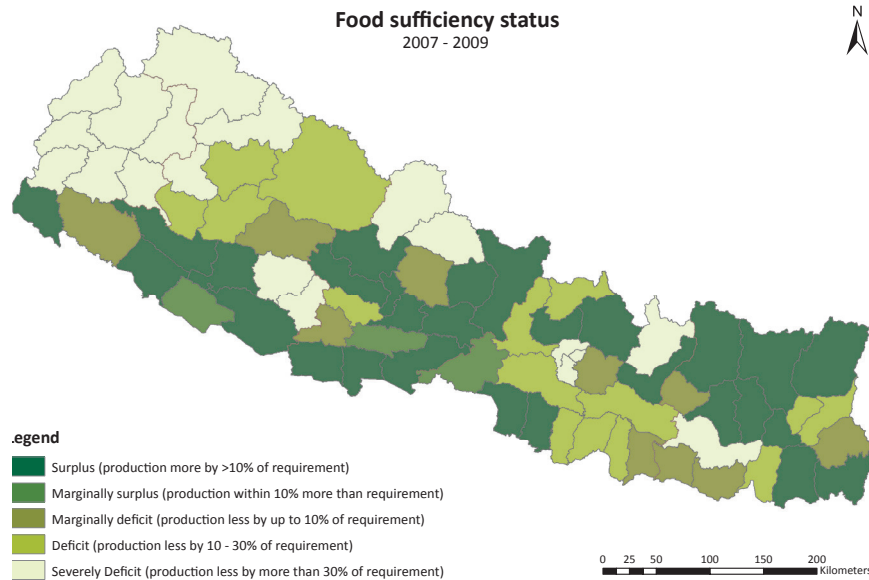 Food sufficiency status
2007 - 2009
N
.egend
Surplus (production more by >10% of requirement)
Marginally surplus (production within 10% more than requirement)
Marginally deficit (production less by up to 10% of requirement)
Deficit (production less by 10 - 30% of requirement)
Severely Deficit (production less by more than 30% of requirement)
0 25 50 100 150 200
Kilometers